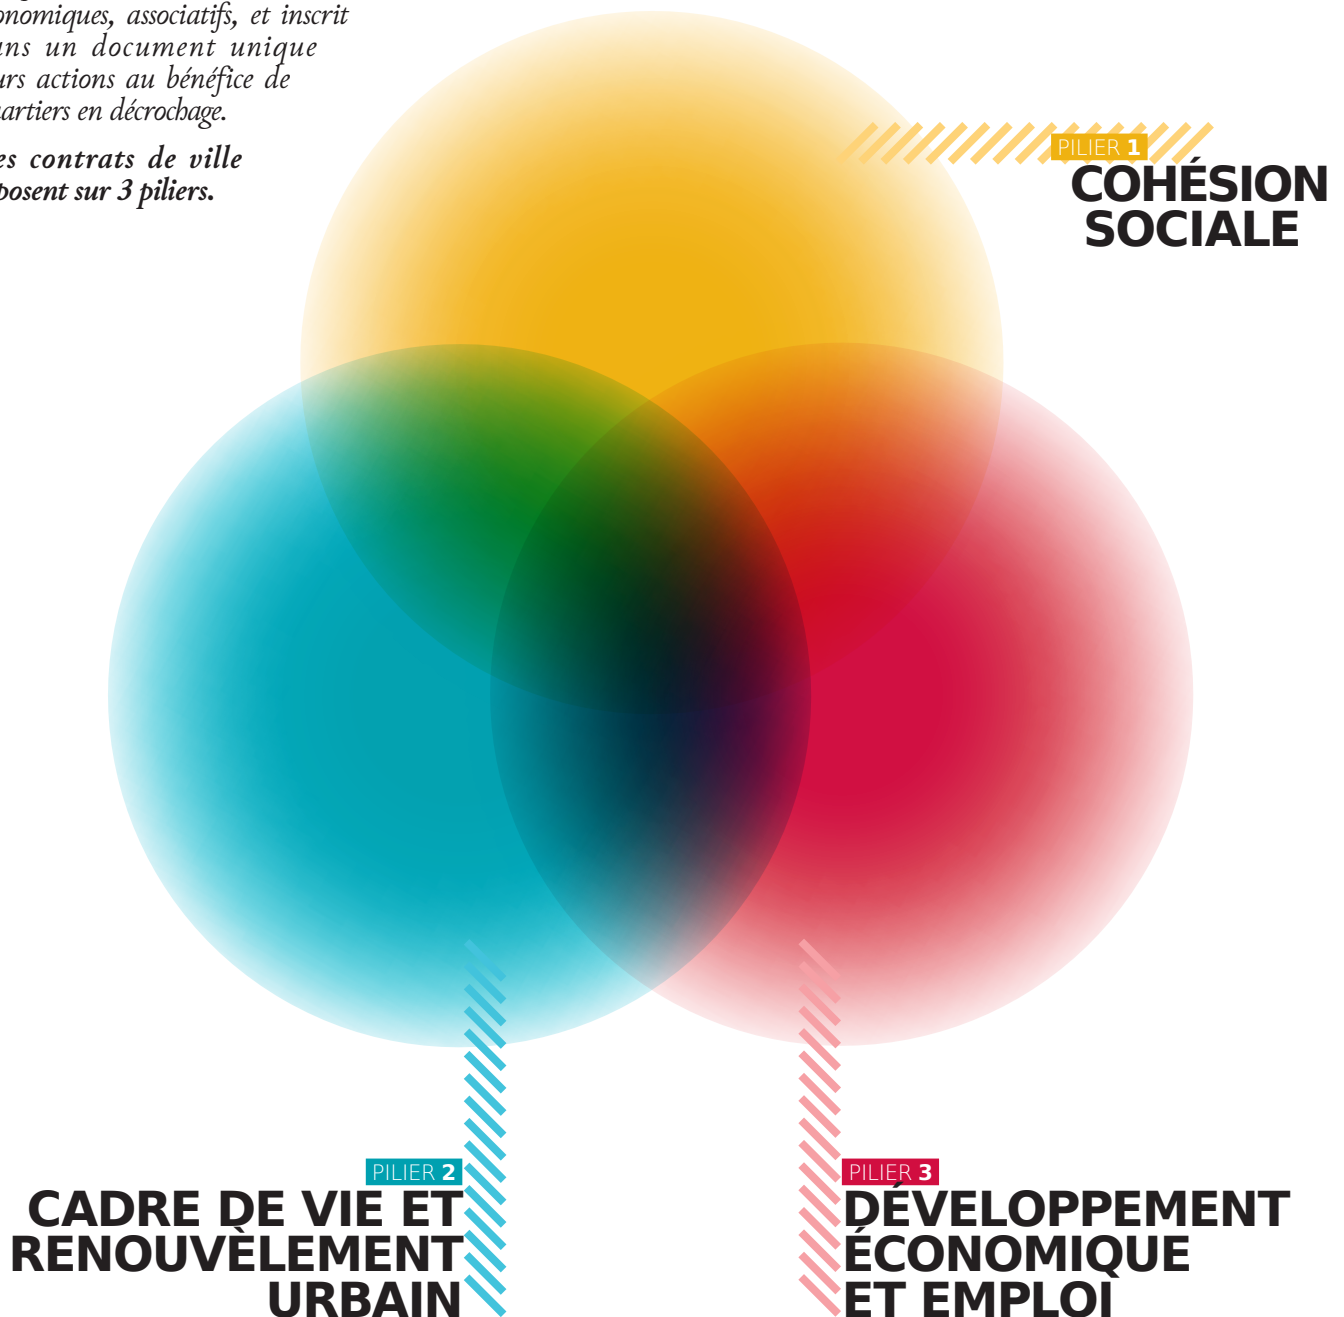 onomiques, associatifs, et inscrit
ans un document unique
urs actions au bénéfice de
uartiers en décrochage.
es contrats de ville
posent sur 3 piliers.
PILIER 1
COHÉSION
SOCIALE
PILIER 2
CADRE DE VIE ET
RENOUVÈLEMENT
URBAIN
PILIER 3
DÉVELOPPEMENT
ÉCONOMIQUE
ET EMPLOI